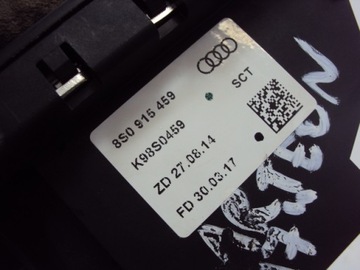 8S0 915 459
SCT
K98S0459
ZD 27.08.14
FD 30.03.17